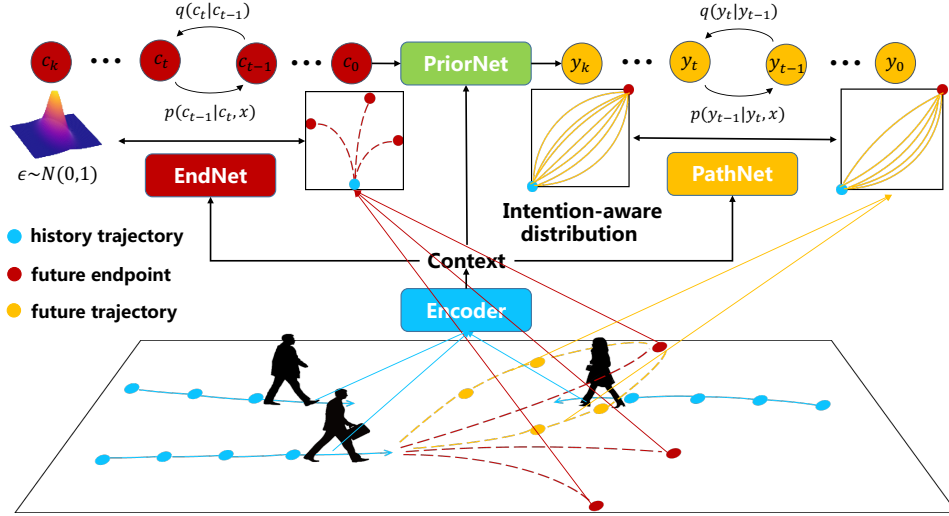 q(c_t|c_{t-1})
q(y_t|y_{t-1})
c_k ••• c_t c_{t-1} ••• c_0 PriorNet y_k ••• y_t y_{t-1} ••• y_0
p(c_{t-1}|c_t, x)
p(y_{t-1}|y_t, x)
ϵ~N(0,1)
EndNet
PathNet
Intention-aware
distribution
history trajectory
Context
future endpoint
Encoder
future trajectory